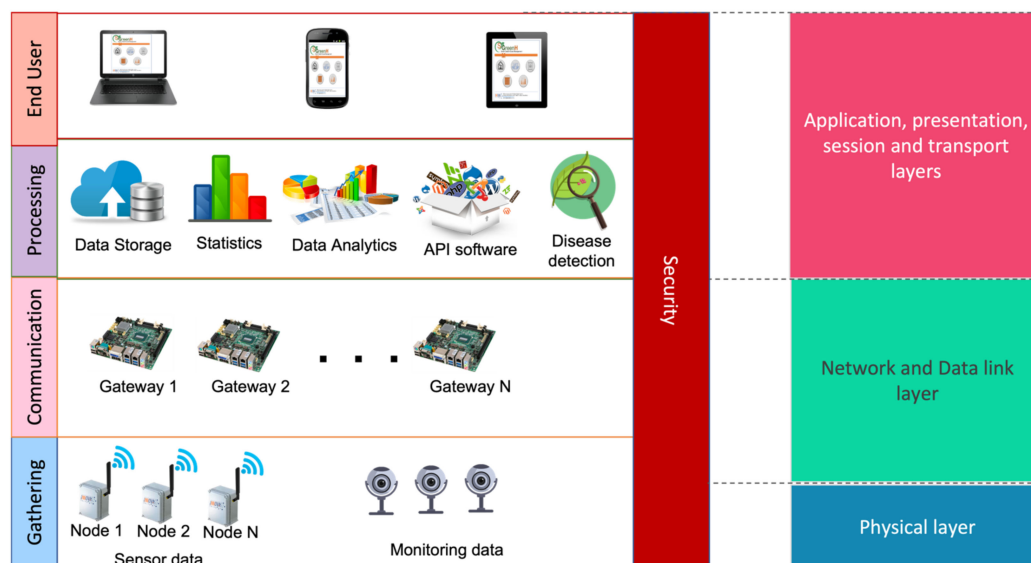 End User
Processing
Data Storage
Statistics
Data Analytics
API software
php
Disease
detection
Communication
Gateway 1
Gateway 2
Gateway N
Gathering
Node 1
Node 2
Node N
Sensor data
Monitoring data
Security
Application, presentation,
session and transport
layers
Network and Data link
layer
Physical layer